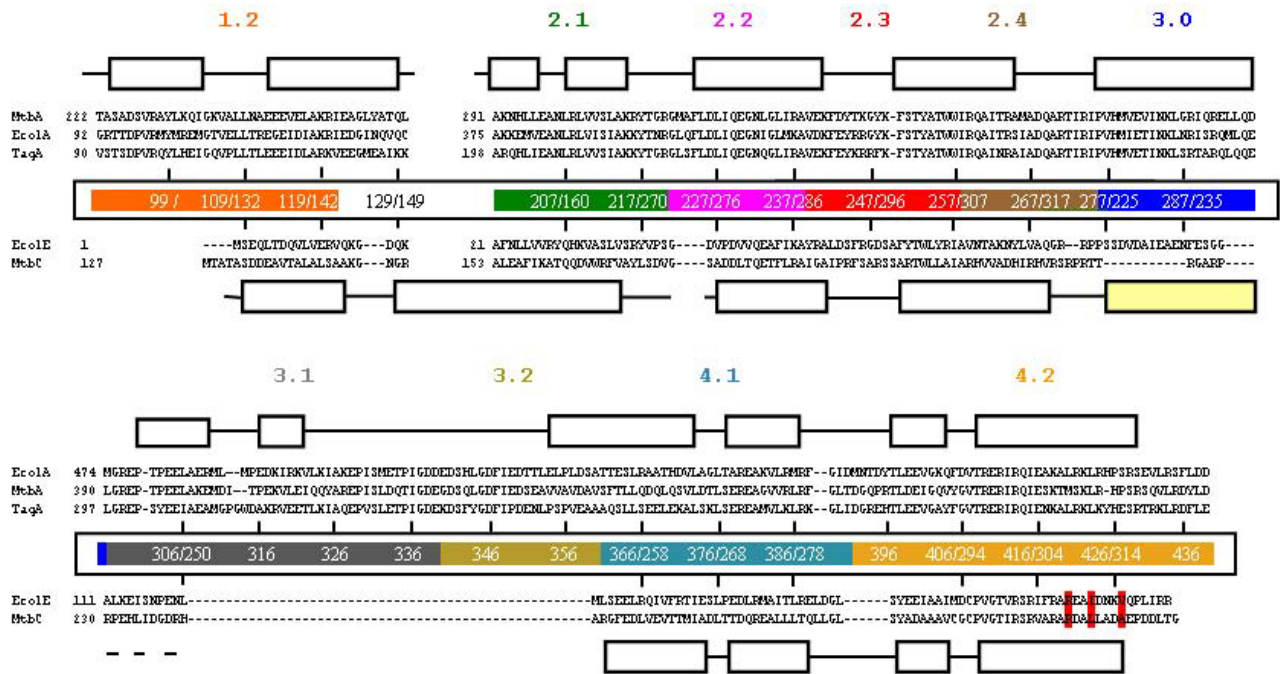 1.2 2.1 2.2 2.3 2.4 3.0
MtbA 222 TASADSVRAYLKQIGKVALLNAEEEVELAKRIEAGLYATQL 291 AKNHLLEANLRLVVSLAKRYTGRGMAFLDLIQEGNLGLIRAVEKFDYTKGYK-FSTYATWWIRQAITRAMADQARTIRIPVHMVEVINKLGRIQRELLQD
EcolA 92 GRTTDPVRMYMREMGTVELLTREGEIDIAKRIEDGINQVQC 375 AKKEMVEANLRLVISIAKKYTNRGLQFLDLIQEGNIGLMKAVDKFEYRRGYK-FSTYATWWIRQAITRSIADQARTIRIPVHMIETINKLNRISRQMLQE
TagA 90 VSTSDPVRQYLHEIGQVPLLTLEEEIDLARKVEEGMEAIKK 198 ARQHLIEANLRLVVSIAKKYTGRGLSFLDLIQEGNQGLIRAVEKFEYKRRFK-FSTYATWWIRQAINRAIADQARTIRIPVHMVETINKLSRTARQLQQE
99 / 109/132 119/142 129/149 207/160 217/270 227/276 237/286 247/296 257/307 267/317 277/225 287/235
EcolE 1 ----MSEQLTDQVLVERVQKG---DQK 21 AFNLLVVRYQHKVASLVSRYVPSG----DVPDVVQEAFIKAYRALDSFRGDSAFYTWLYRIAVNTAKNYLVAQGR--RPPSSDVDAIEAENFESGG----
MtbC 127 MTATASDDEAVTALALSAAKG---NGR 153 ALEAFIKATQQDVWRFVAYLSDVG----SADDLTQETFLRAIGAIPRFSARSSARTWLLAIARHVVADHIRHVRSRPRTT----------RGARP----
3.1 3.2 4.1 4.2
EcolA 474 MGREP-TPEELAERML--MPEDKIRKVLKIAKEPISMETPIGDDEDSHLGDFIEDTTLELPLDSATTESLRAATHDVLAGLTAREAKVLRMRF--GIDMNTDYTLEEVGKQFDVTRERIRQIEAKALRKLRHPSRSEVLRSFLDD
MtbA 390 LGREP-TPEELAKEMDI--TPEKVLEIQQYAREPISLDQTIGDEGDSQLGDFIEDSEAVVAVDAVSFTLLQDQLQSVLDTLSEREAGVVRLRF--GLTDGQPRTLDEIGQVYGVTRERIRQIESKTMSKLR-HPSRSQVLRDYLD
TagA 297 LGREP-SYEEIAEAMGPGWDAKRVEETLKIAQEPVSLETPIGDEKDSFYGDFIPDENLPSPVEAAAQSLLSEELEKALSKLSEREAMVLKLRK--GLIDGREHTLEEVGAYFGVTRERIRQIENKALRKLKYHESRTRKLRDFLE
306/250 316 326 336 346 356 366/258 376/268 386/278 396 406/294 416/304 426/314 436
EcolE 111 ALKEISNPENL------------------------------------------------------MLSEELRQIVFRTIESLPEDLRMAITLRELDGL------SYEEIAAIMDCPVGTVRSRIFRAREAIDNKVQPLIRR
MtbC 230 RPEHLIDGDRH------------------------------------------------------ARGFEDLVEVTTMIADLTTDQREALLLTQLLGL------SYADAAAVCGCPVGTIRSRVARARDALLADAEPDDLTG